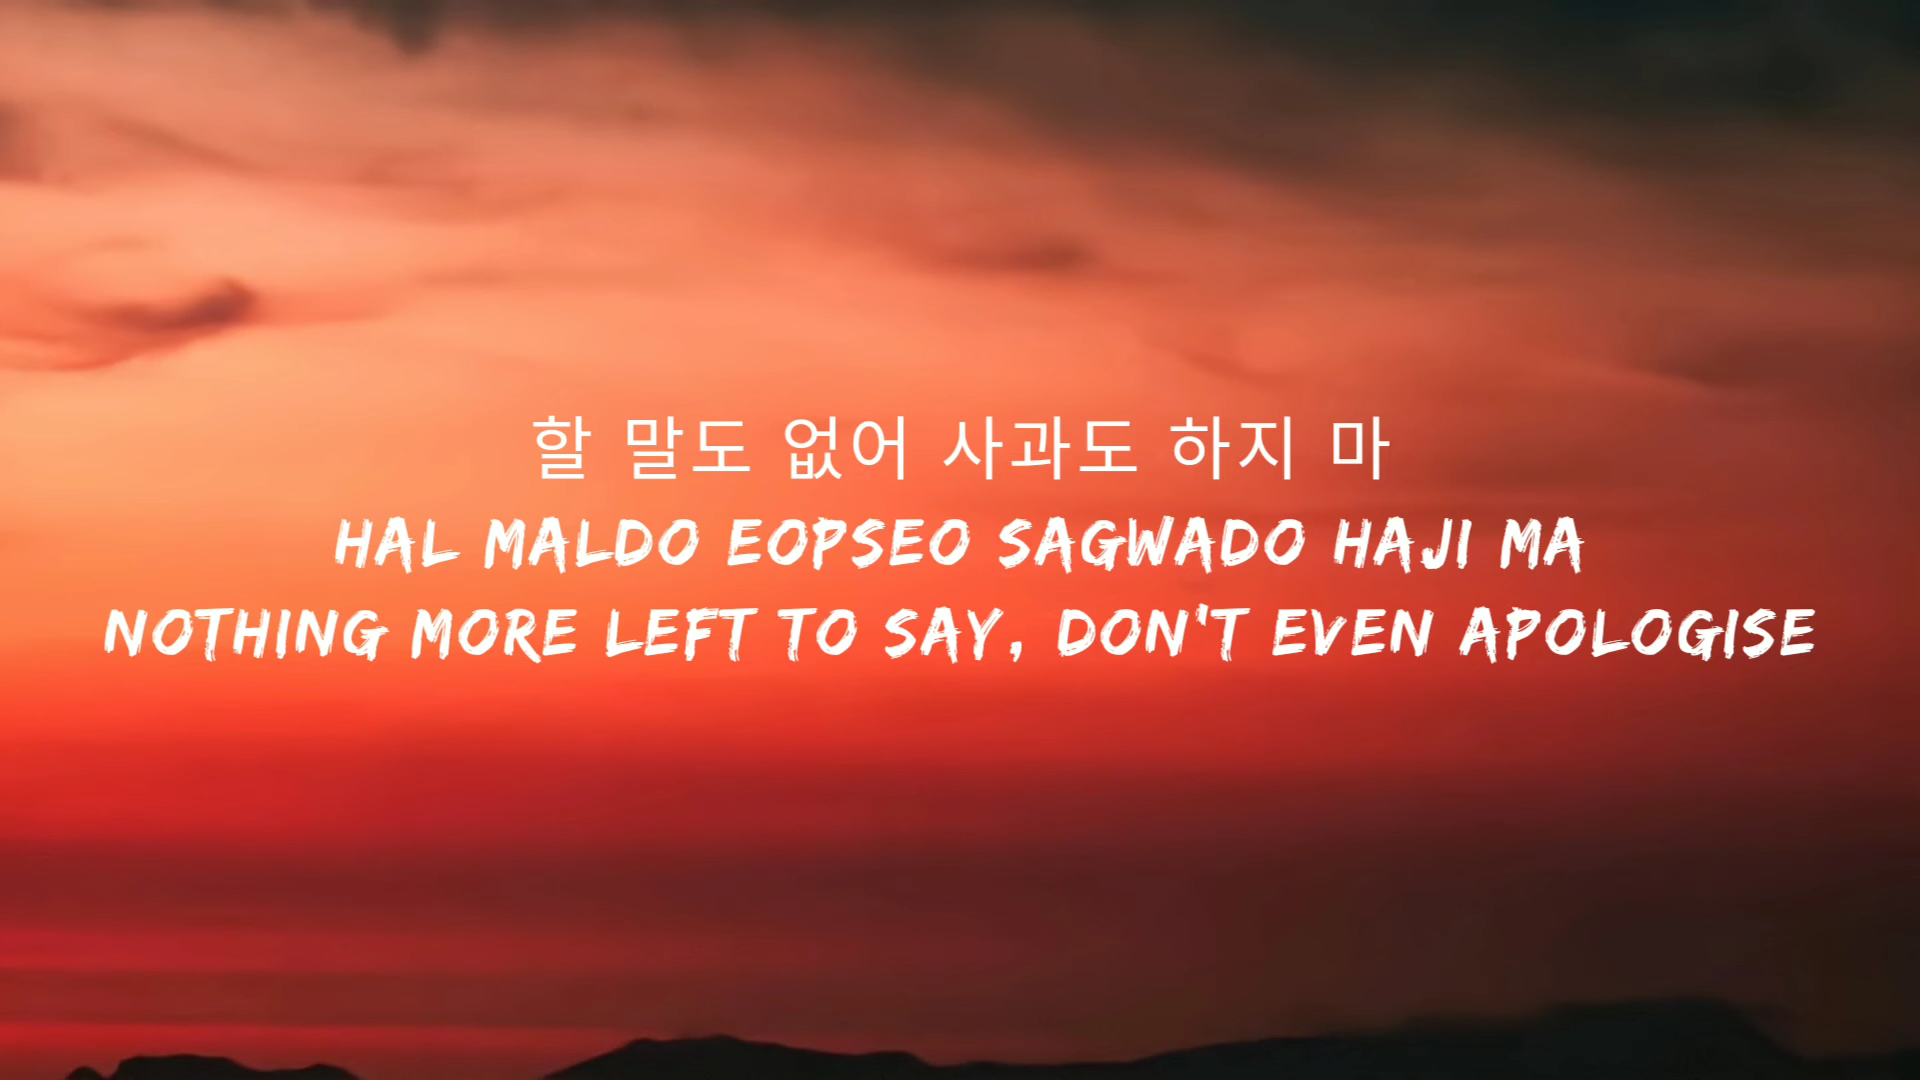 할 말도 없어 사과도 하지 마
HAL MALDO EOPSEO SAGWADO HAJI MA
NOTHING MORE LEFT TO SAY, DON'T EVEN APOLOGISE